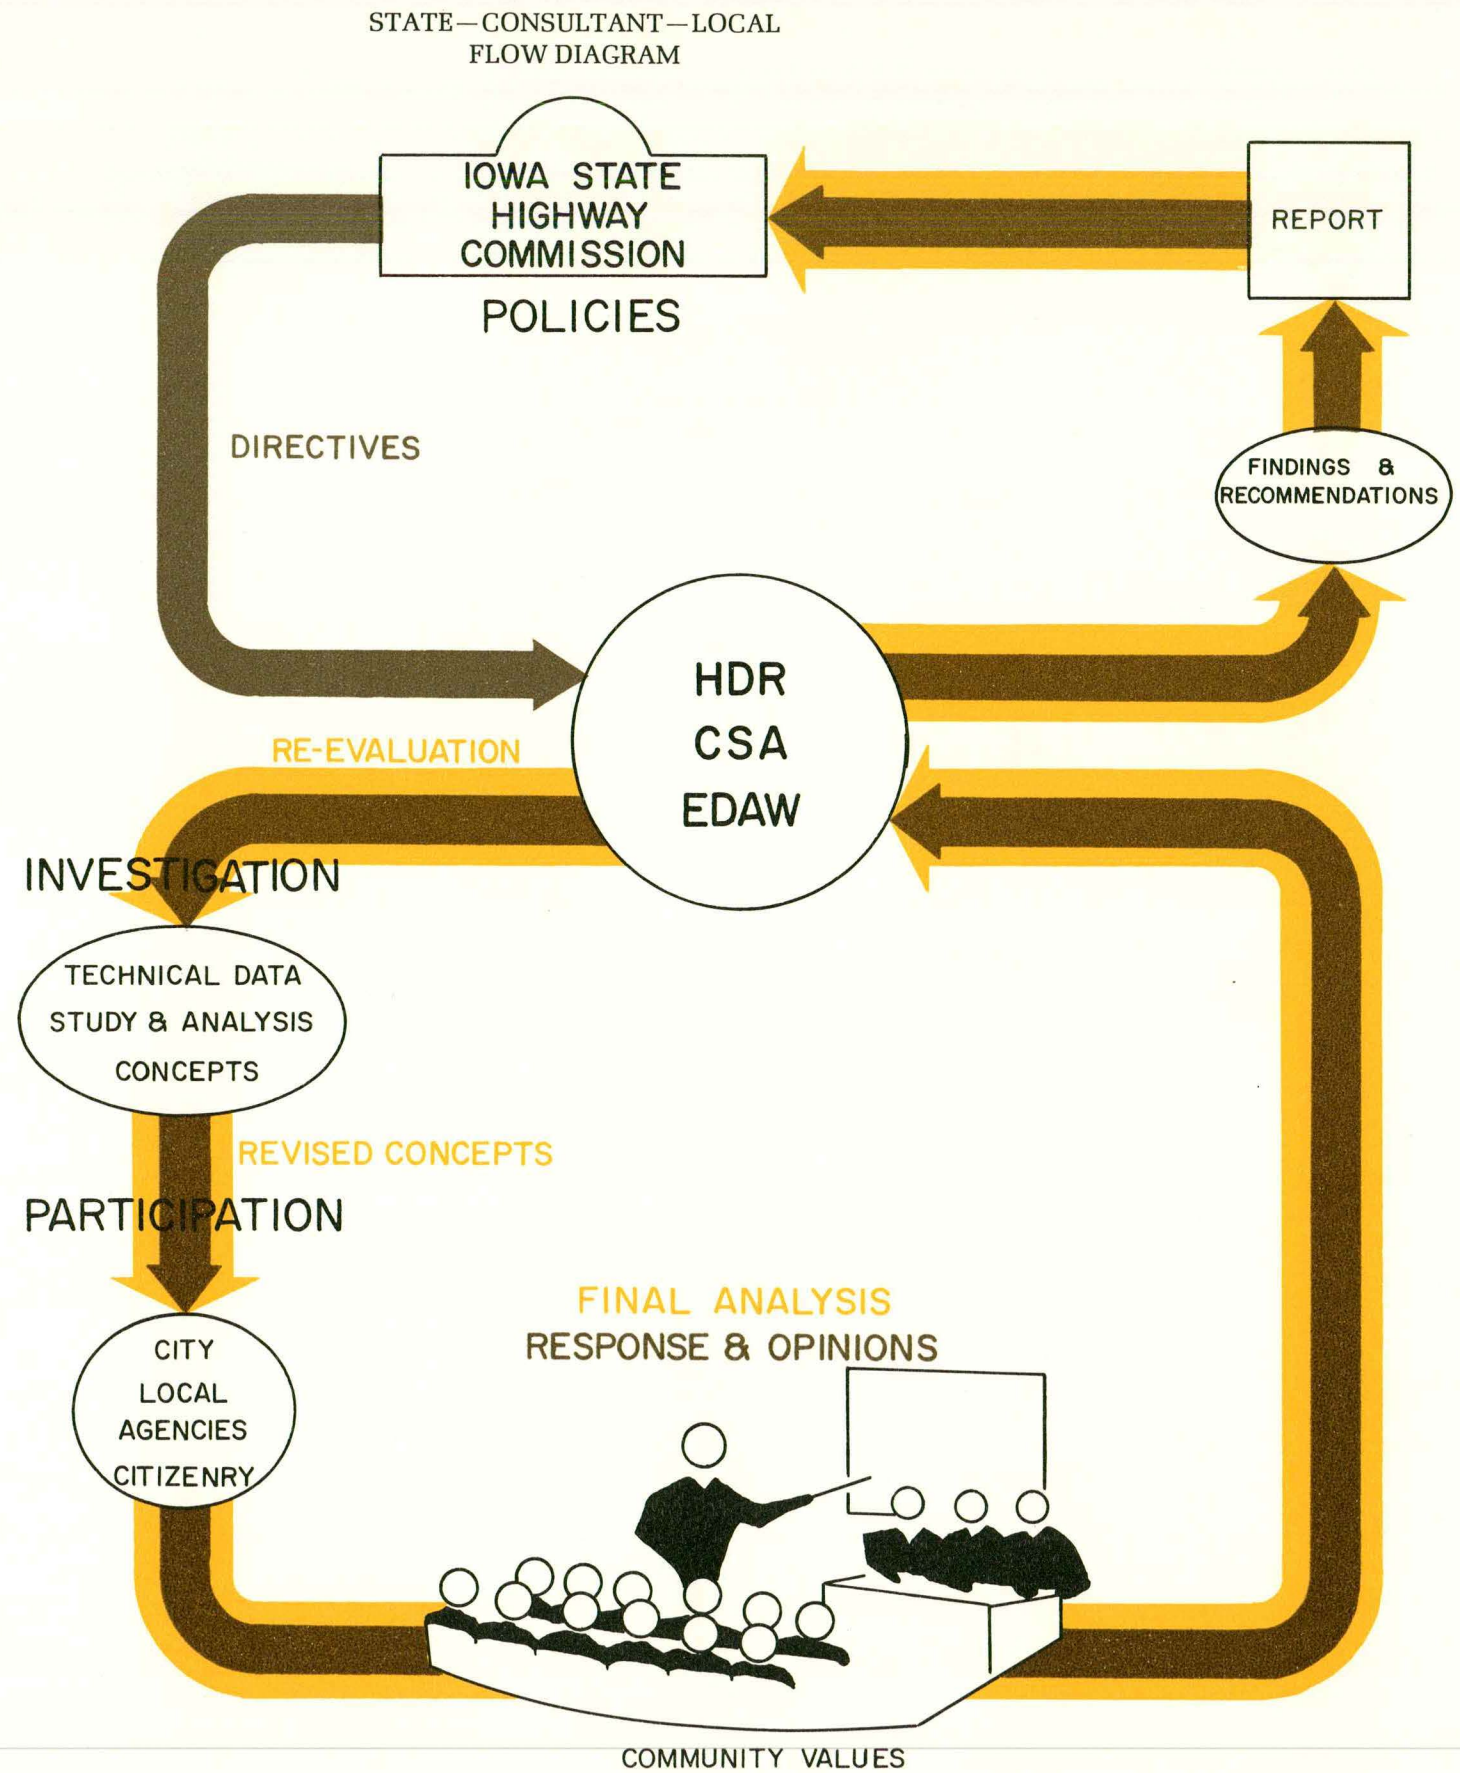 STATE—CONSULTANT—LOCAL
FLOW DIAGRAM
IOWA STATE
HIGHWAY
COMMISSION
POLICIES
REPORT
DIRECTIVES
FINDINGS &
RECOMMENDATIONS
HDR
CSA
EDAW
RE-EVALUATION
INVESTIGATION
TECHNICAL DATA
STUDY & ANALYSIS
CONCEPTS
REVISED CONCEPTS
PARTICIPATION
CITY
LOCAL
AGENCIES
CITIZENRY
FINAL ANALYSIS
RESPONSE & OPINIONS
COMMUNITY VALUES